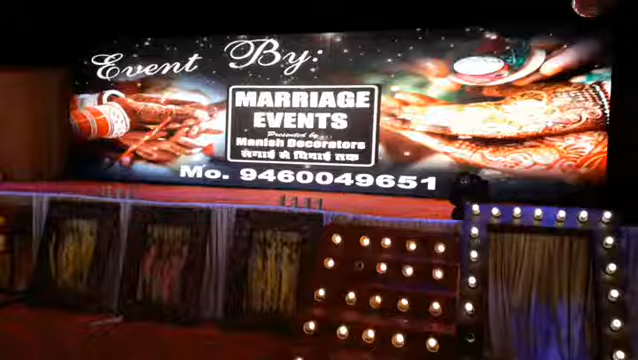 Event By:
MARRIAGE
EVENTS
Presented by
Manish Decorators
सगाई से विदाई तक
Mo. 9460049651